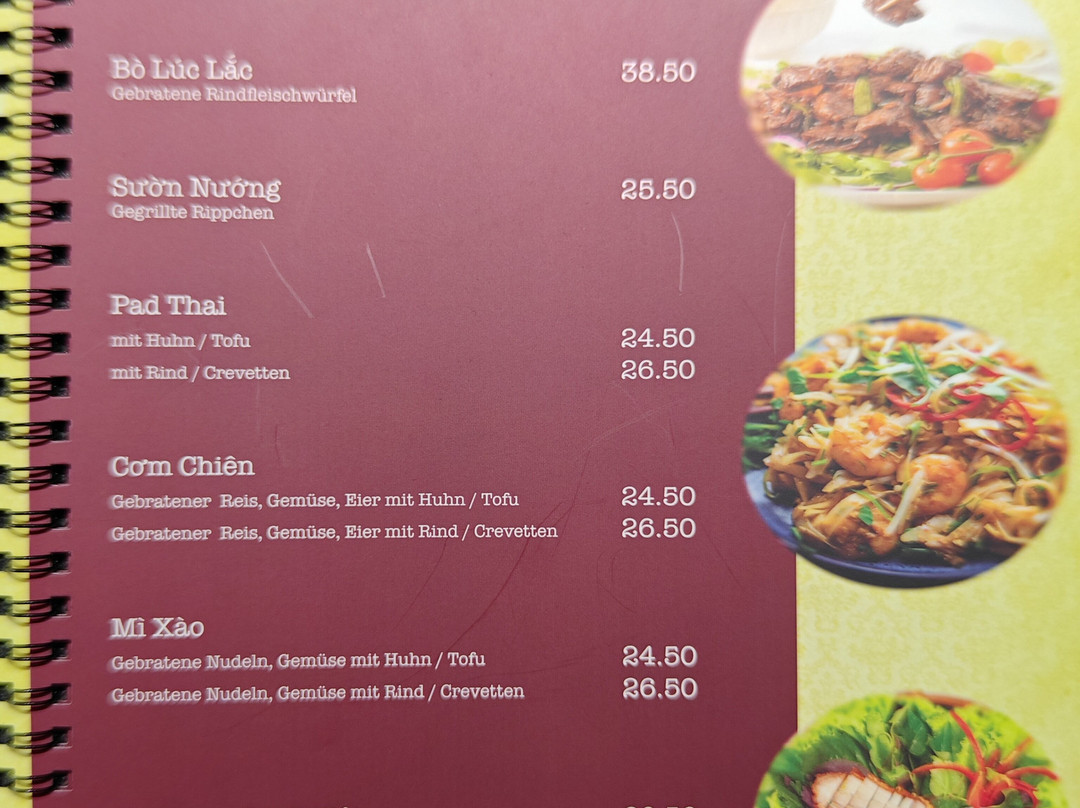 Bò Lúc Lắc 38.50
Gebratene Rindfleischwürfel
Sườn Nướng 25.50
Gegrillte Rippchen
Pad Thai
mit Huhn / Tofu 24.50
mit Rind / Crevetten 26.50
Cơm Chiên
Gebratener Reis, Gemüse, Eier mit Huhn / Tofu 24.50
Gebratener Reis, Gemüse, Eier mit Rind / Crevetten 26.50
Mì Xào
Gebratene Nudeln, Gemüse mit Huhn / Tofu 24.50
Gebratene Nudeln, Gemüse mit Rind / Crevetten 26.50